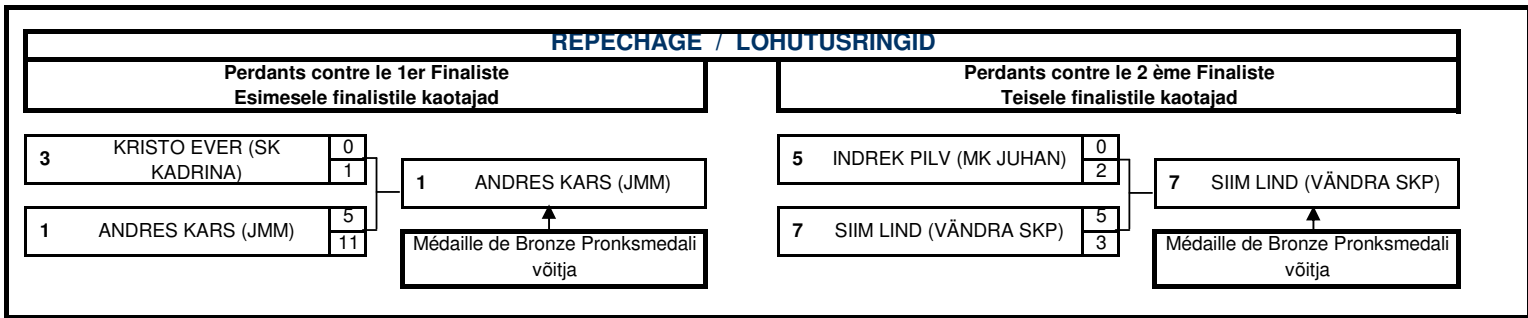 REPECHAGE / LOHUTUSRINGID
Perdants contre le 1er Finaliste
Esimesele finalistile kaotajad
Perdants contre le 2 ème Finaliste
Teisele finalistile kaotajad
3 KRISTO EVER (SK
KADRINA)
0
1
1 ANDRES KARS (JMM)
5
11
1 ANDRES KARS (JMM)
Médaille de Bronze Pronksmedali
võitja
5 INDREK PILV (MK JUHAN)
0
2
7 SIIM LIND (VÄNDRA SKP)
5
3
7 SIIM LIND (VÄNDRA SKP)
Médaille de Bronze Pronksmedali
võitja